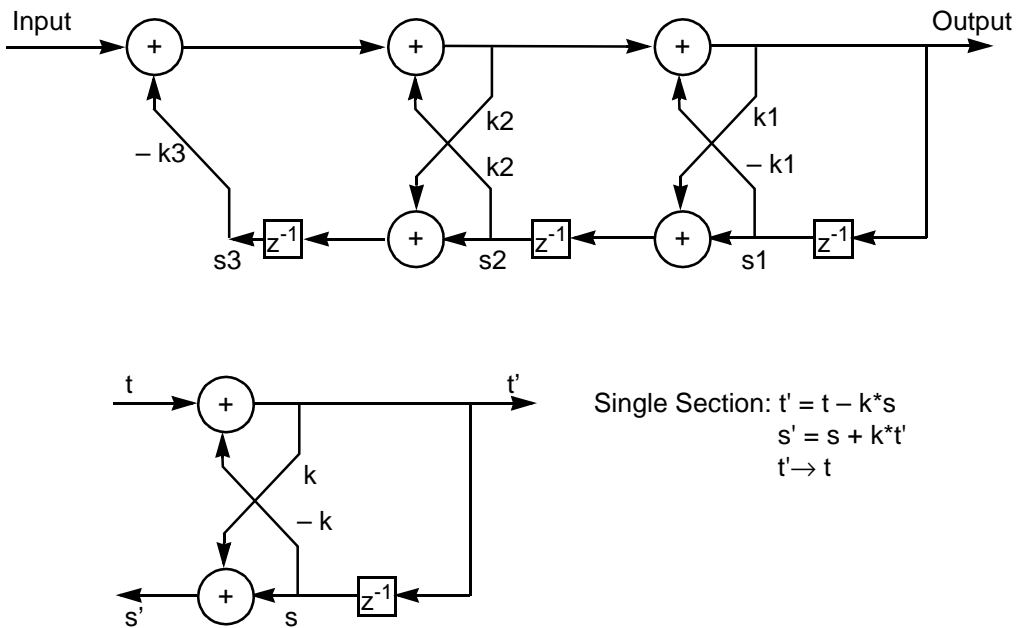 Input
Output
+
+
+
k2
k1
– k3
k2
– k1
+
+
z-1
z-1
z-1
s3
s2
s1
t
t’
+
Single Section: t' = t – k*s
s' = s + k*t'
t'→ t
k
– k
+
z-1
s’
s